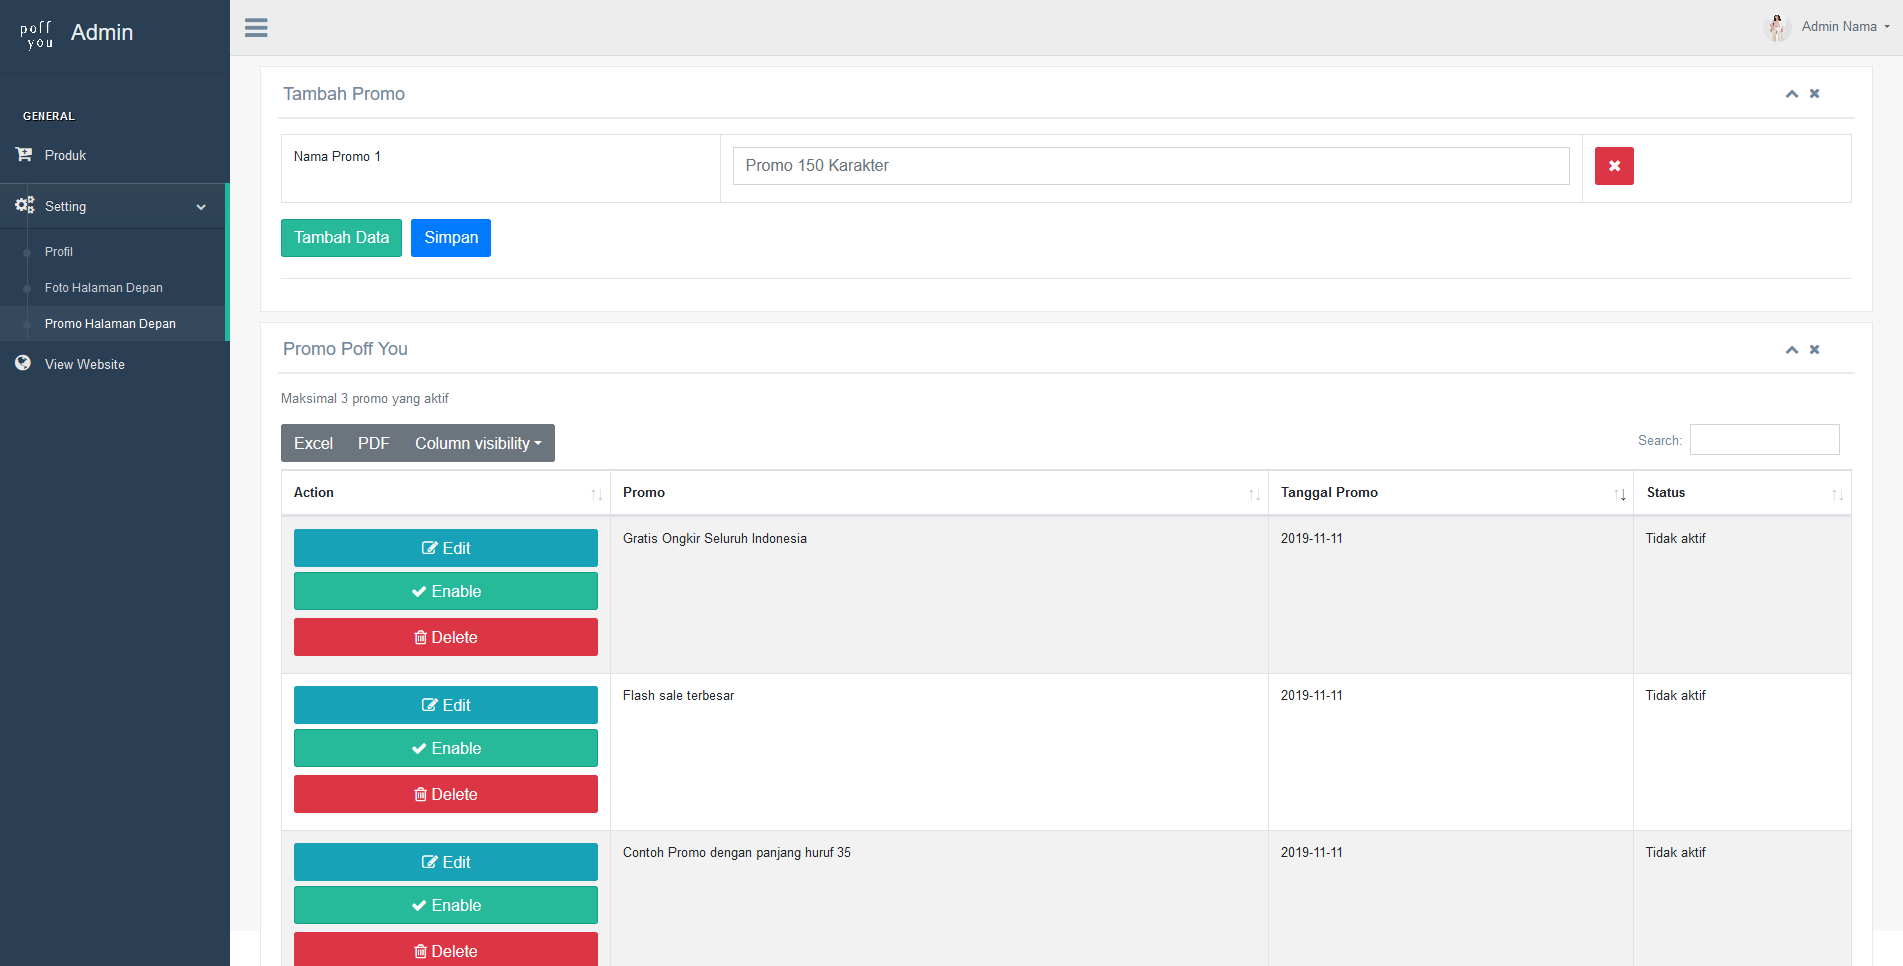 poff
you
Admin
Admin Nama
GENERAL
Produk
Setting
Profil
Foto Halaman Depan
Promo Halaman Depan
View Website
Tambah Promo
Nama Promo 1
Promo 150 Karakter
Tambah Data
Simpan
Promo Poff You
Maksimal 3 promo yang aktif
Excel PDF Column visibility
Search:
Action Promo Tanggal Promo Status
Edit
Enable
Delete
Gratis Ongkir Seluruh Indonesia 2019-11-11 Tidak aktif
Edit
Enable
Delete
Flash sale terbesar 2019-11-11 Tidak aktif
Edit
Enable
Delete
Contoh Promo dengan panjang huruf 35 2019-11-11 Tidak aktif